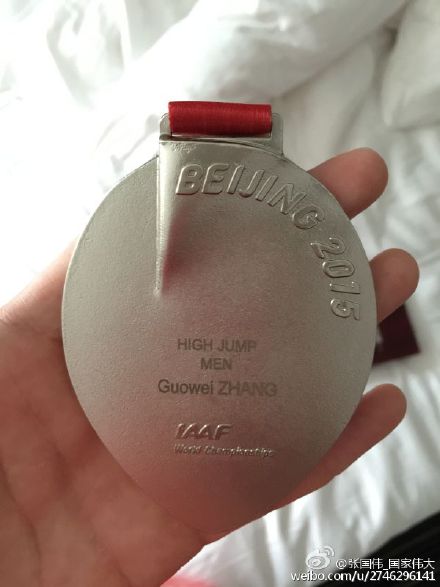 BEIJING 2015
HIGH JUMP
MEN
Guowei ZHANG
IAAF
World Championships
@张国伟_国家伟大
weibo.com/u/2746296141